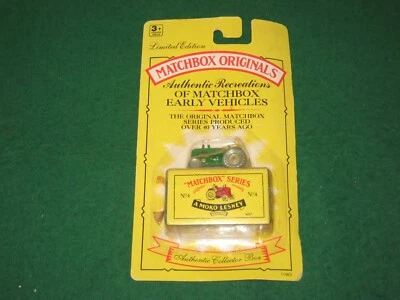 3+
Limited Edition
MATCHBOX ORIGINALS
Authentic Recreations
OF MATCHBOX
EARLY VEHICLES
THE ORIGINAL MATCHBOX
SERIES PRODUCED
OVER 40 YEARS AGO
"MATCHBOX" SERIES
No 4 No 4
A MOKO LESNEY
Authentic Collector Box